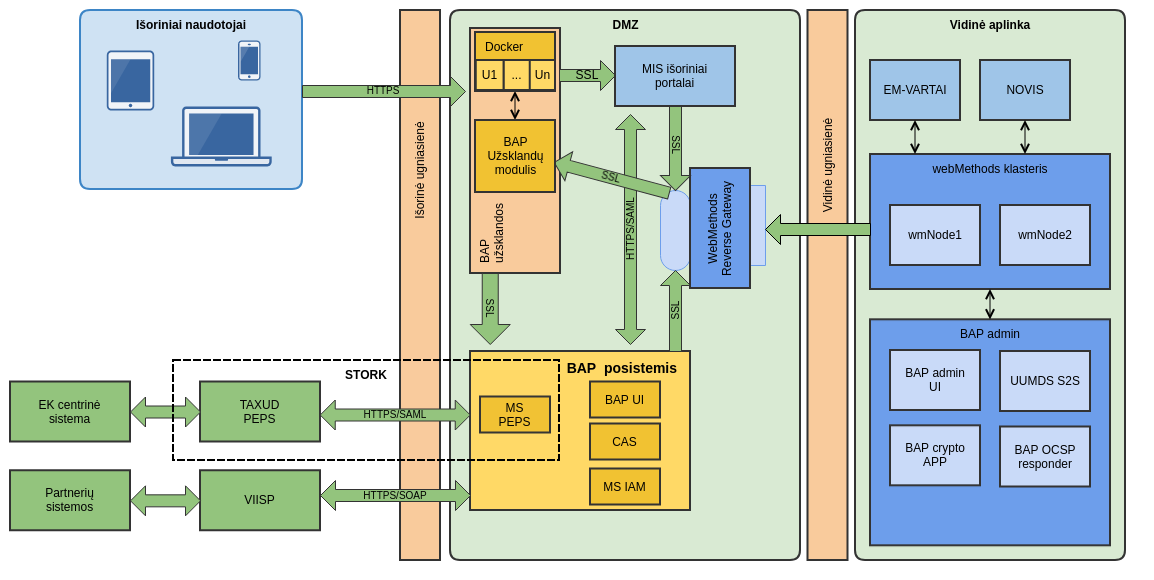 Išoriniai naudotojai
HTTPS
Išorinė ugniasienė
DMZ
Docker
U1
...
Un
SSL
MIS išoriniai
portalai
BAP
Užsklandų
modulis
BAP
užsklandos
SSL
SSL
HTTPS/SAML
WebMethods
Reverse Gateway
SSL
SSL
BAP  posistemis
MS
PEPS
BAP UI
CAS
MS IAM
STORK
EK centrinė
sistema
TAXUD
PEPS
HTTPS/SAML
Partnerių
sistemos
VIISP
HTTPS/SOAP
Vidinė ugniasienė
Vidinė aplinka
EM-VARTAI
NOVIS
webMethods klasteris
wmNode1
wmNode2
BAP admin
BAP admin
UI
UUMDS S2S
BAP crypto
APP
BAP OCSP
responder